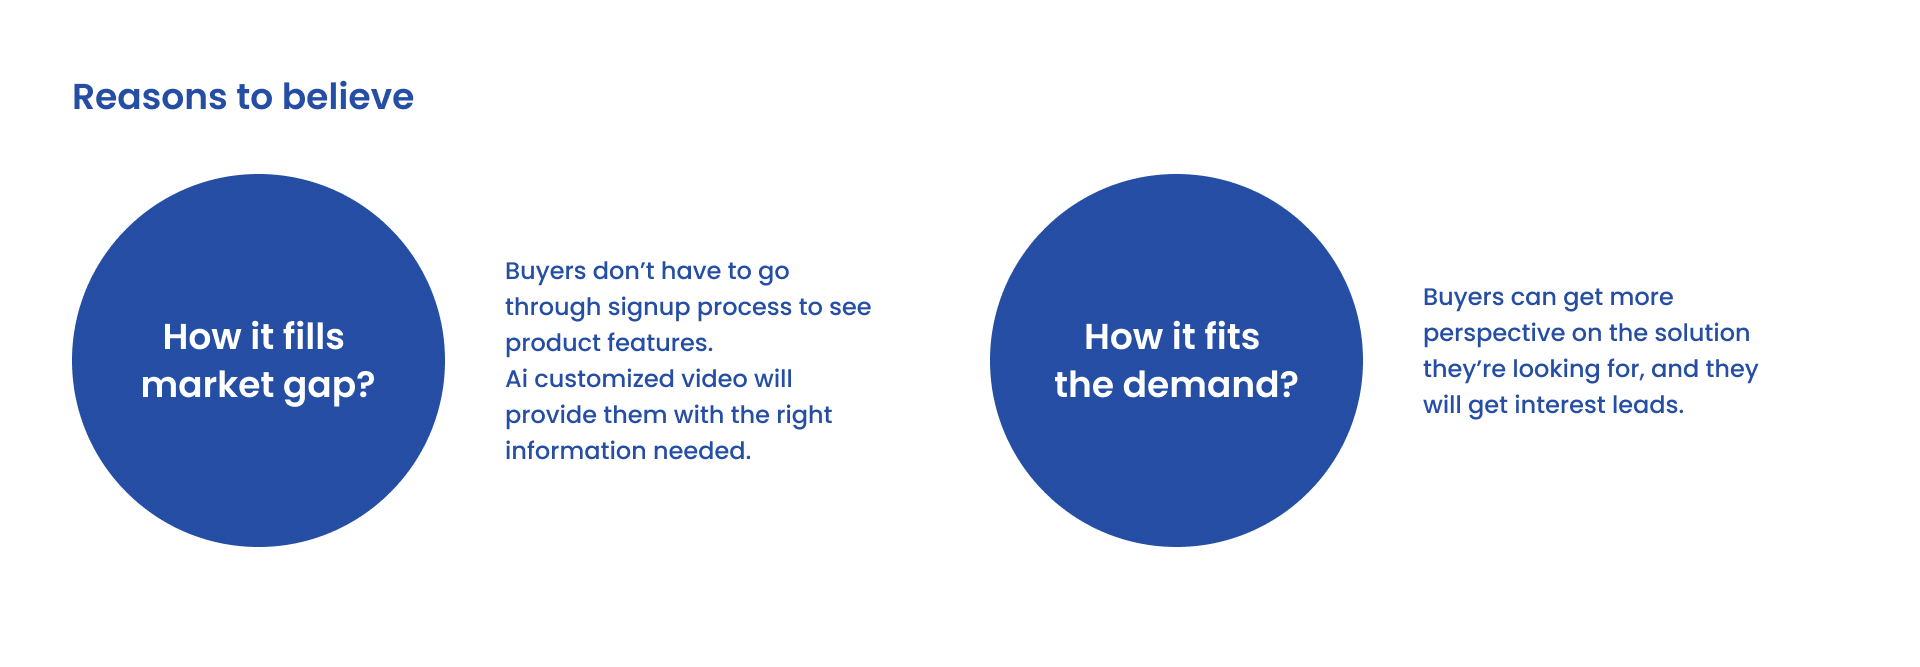 Reasons to believe
How it fills
market gap?
Buyers don’t have to go
through signup process to see
product features.
Ai customized video will
provide them with the right
information needed.
How it fits
the demand?
Buyers can get more
perspective on the solution
they’re looking for, and they
will get interest leads.